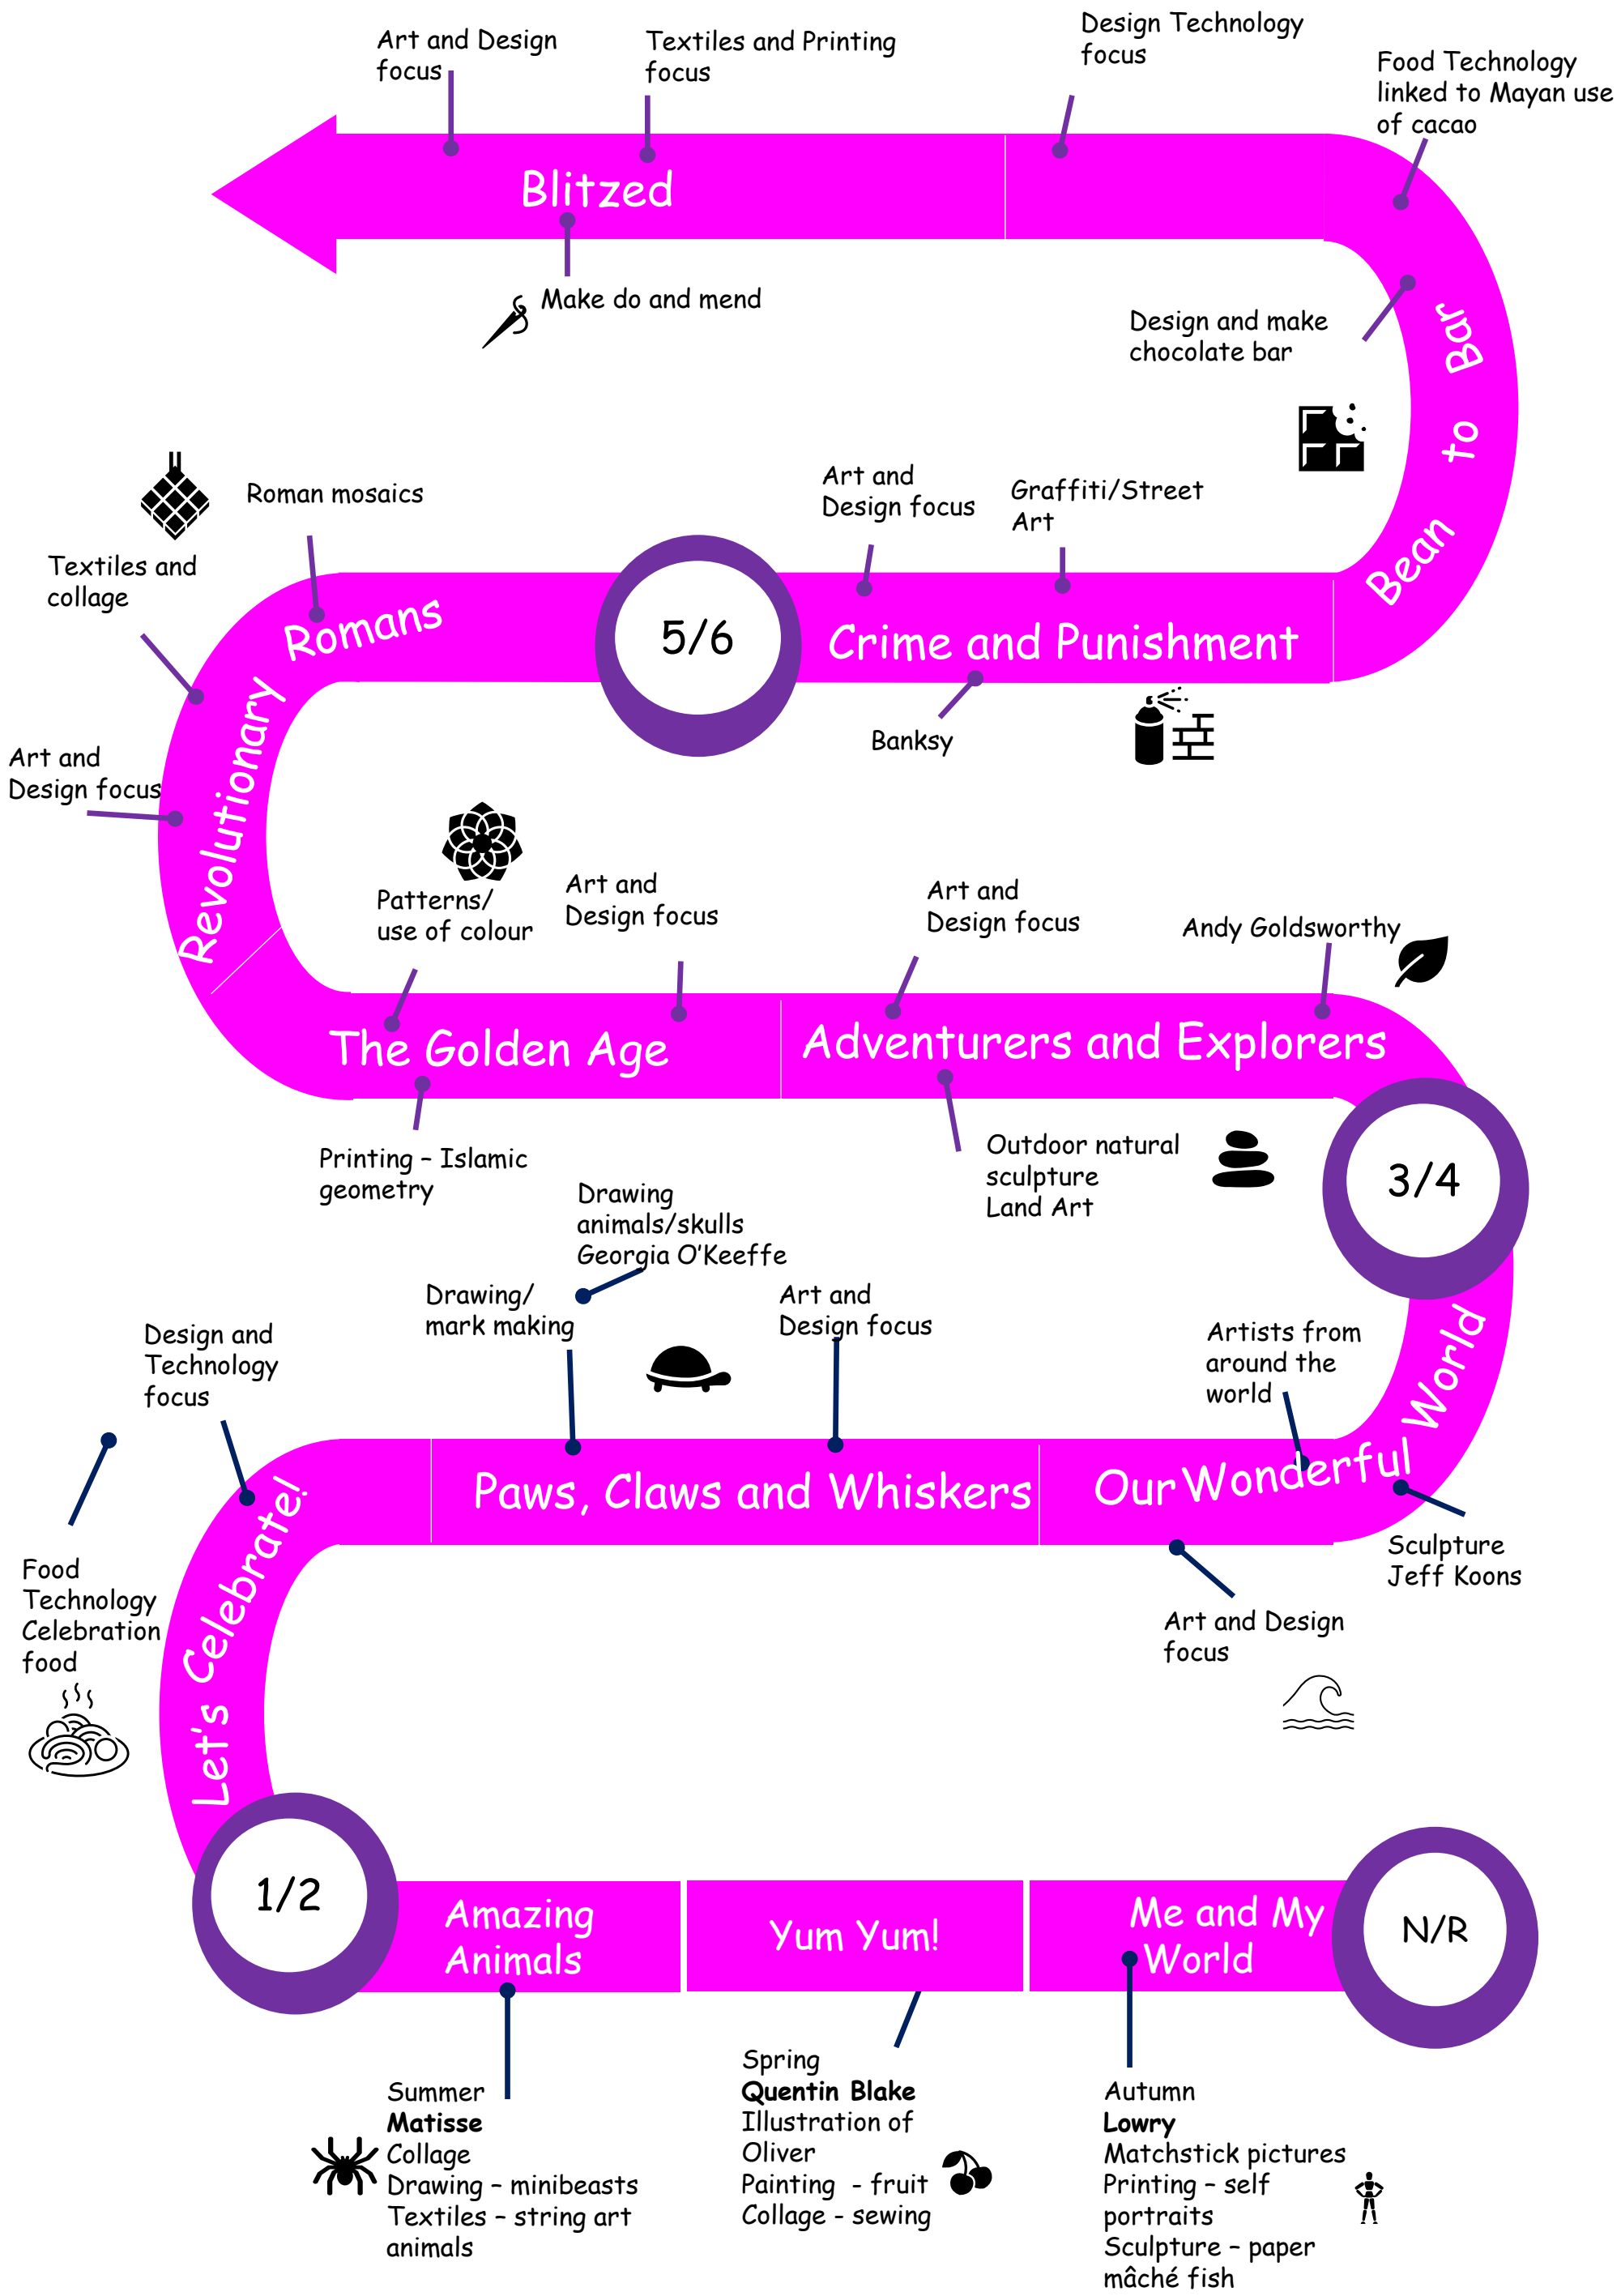 Art and Design
focus
Textiles and Printing
focus
Design Technology
focus
Food Technology
linked to Mayan use
of cacao
Blitzed
Make do and mend
Design and make
chocolate bar
Bean to Bar
Roman mosaics
Textiles and
collage
Art and
Design focus
Graffiti/Street
Art
Revolutionary Romans
5/6
Crime and Punishment
Banksy
Art and
Design focus
Patterns/
use of colour
Art and
Design focus
Art and
Design focus
Andy Goldsworthy
The Golden Age
Adventurers and Explorers
Printing – Islamic
geometry
Outdoor natural
sculpture
Land Art
3/4
Drawing
animals/skulls
Georgia O'Keeffe
Drawing/
mark making
Art and
Design focus
Design and
Technology
focus
Artists from
around the
world
Let's Celebrate!
Paws, Claws and Whiskers
Our Wonderful World
Sculpture
Jeff Koons
Food
Technology
Celebration
food
Art and Design
focus
1/2
Amazing
Animals
Yum Yum!
Me and My
World
N/R
Summer
Matisse
Collage
Drawing – minibeasts
Textiles – string art
animals
Spring
Quentin Blake
Illustration of
Oliver
Painting - fruit
Collage - sewing
Autumn
Lowry
Matchstick pictures
Printing – self
portraits
Sculpture – paper
mâché fish